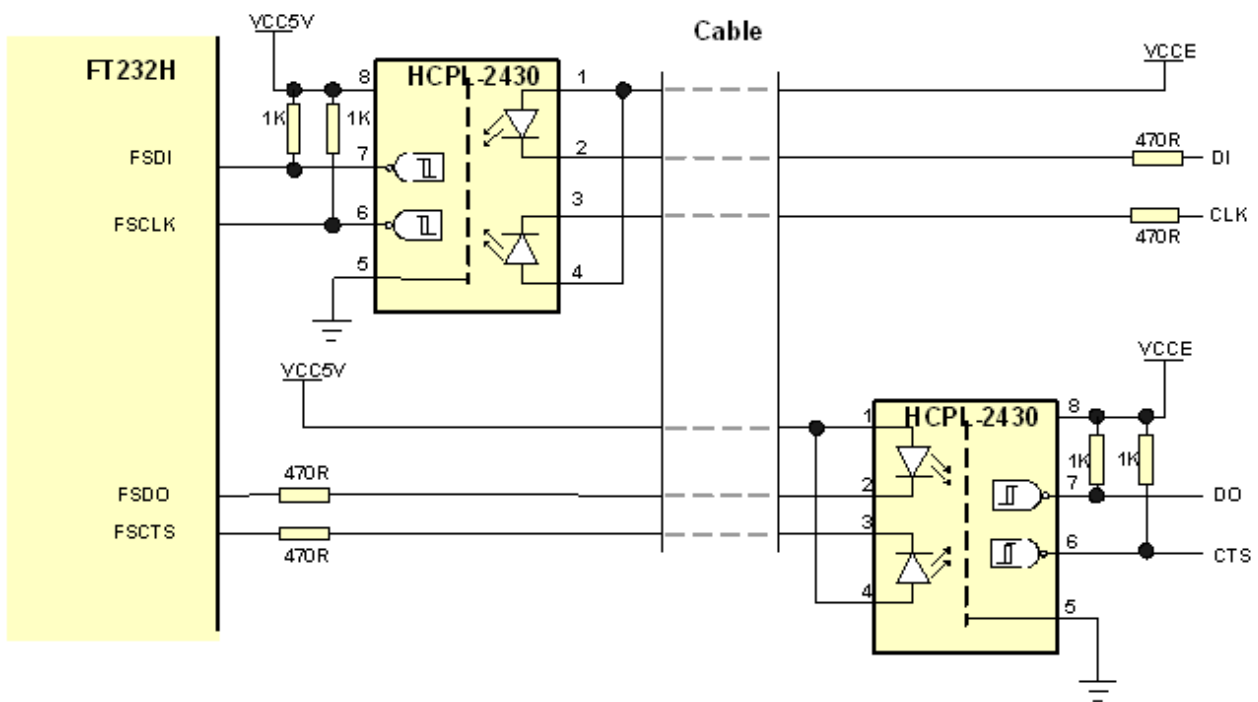 VCC5V
Cable
VCCE
FT232H
8
HCPL-2430
1
1K
1K
FSDI
7
2
470R
DI
FSCLK
6
3
CLK
470R
5
4
VCC5V
VCCE
1
HCPL-2430
8
470R
1K
1K
FSDO
2
7
DO
FSCTS
3
470R
6
CTS
4
5